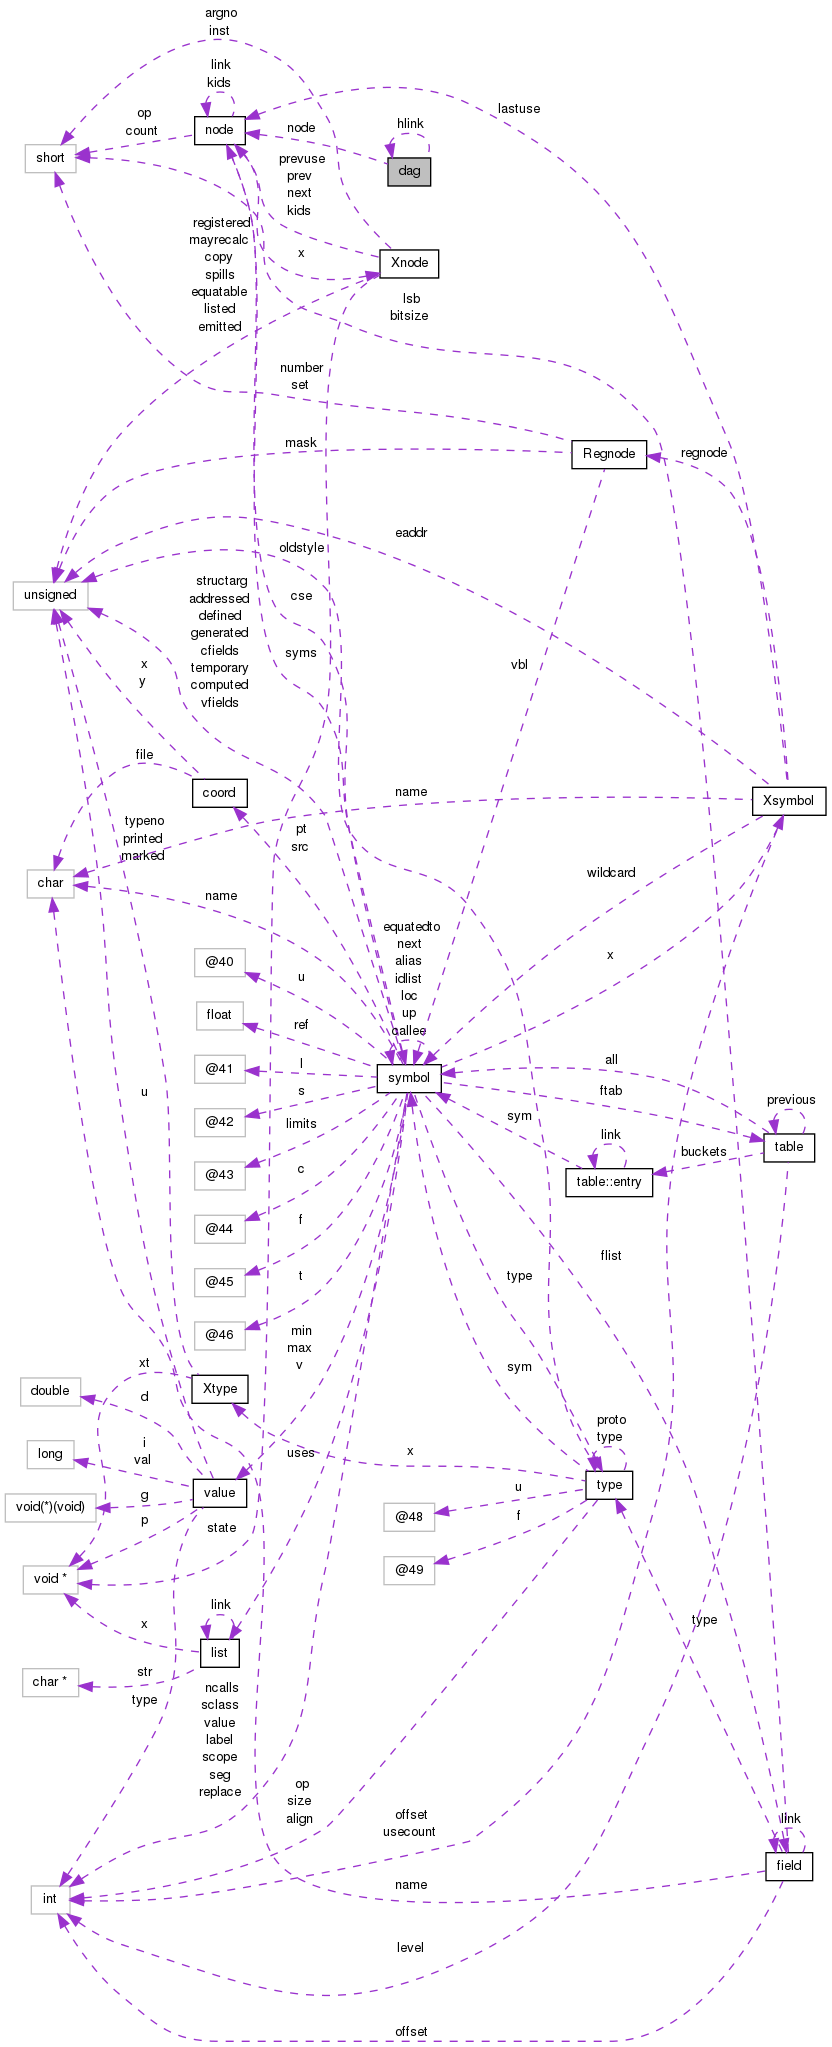 argno
inst
link
kids
lastuse
op
count
node
node
hlink
short
dag
prevuse
prev
next
kids
registered
mayrecalc
copy
spills
equatable
listed
emitted
x
Xnode
lsb
bitsize
number
set
mask
Regnode
regnode
eaddr
oldstyle
unsigned
structarg
addressed
defined
generated
cfields
temporary
computed
vfields
cse
syms
vbl
x
y
file
coord
name
Xsymbol
typeno
printed
marked
pt
src
char
name
wildcard
equatedto
next
alias
idlist
loc
up
callee
@40
u
x
float
ref
@41
l
symbol
all
ftab
u
@42
s
sym
previous
@43
limits
link
table
buckets
table::entry
@44
c
@45
f
flist
@46
t
type
min
max
v
sym
xt
Xtype
double
d
proto
type
long
i
val
uses
x
value
type
void(*)(void)
g
p
state
u
@48
f
void *
@49
link
x
list
type
char *
str
type
ncalls
sclass
value
label
scope
seg
replace
op
size
align
offset
usecount
link
field
int
name
level
offset